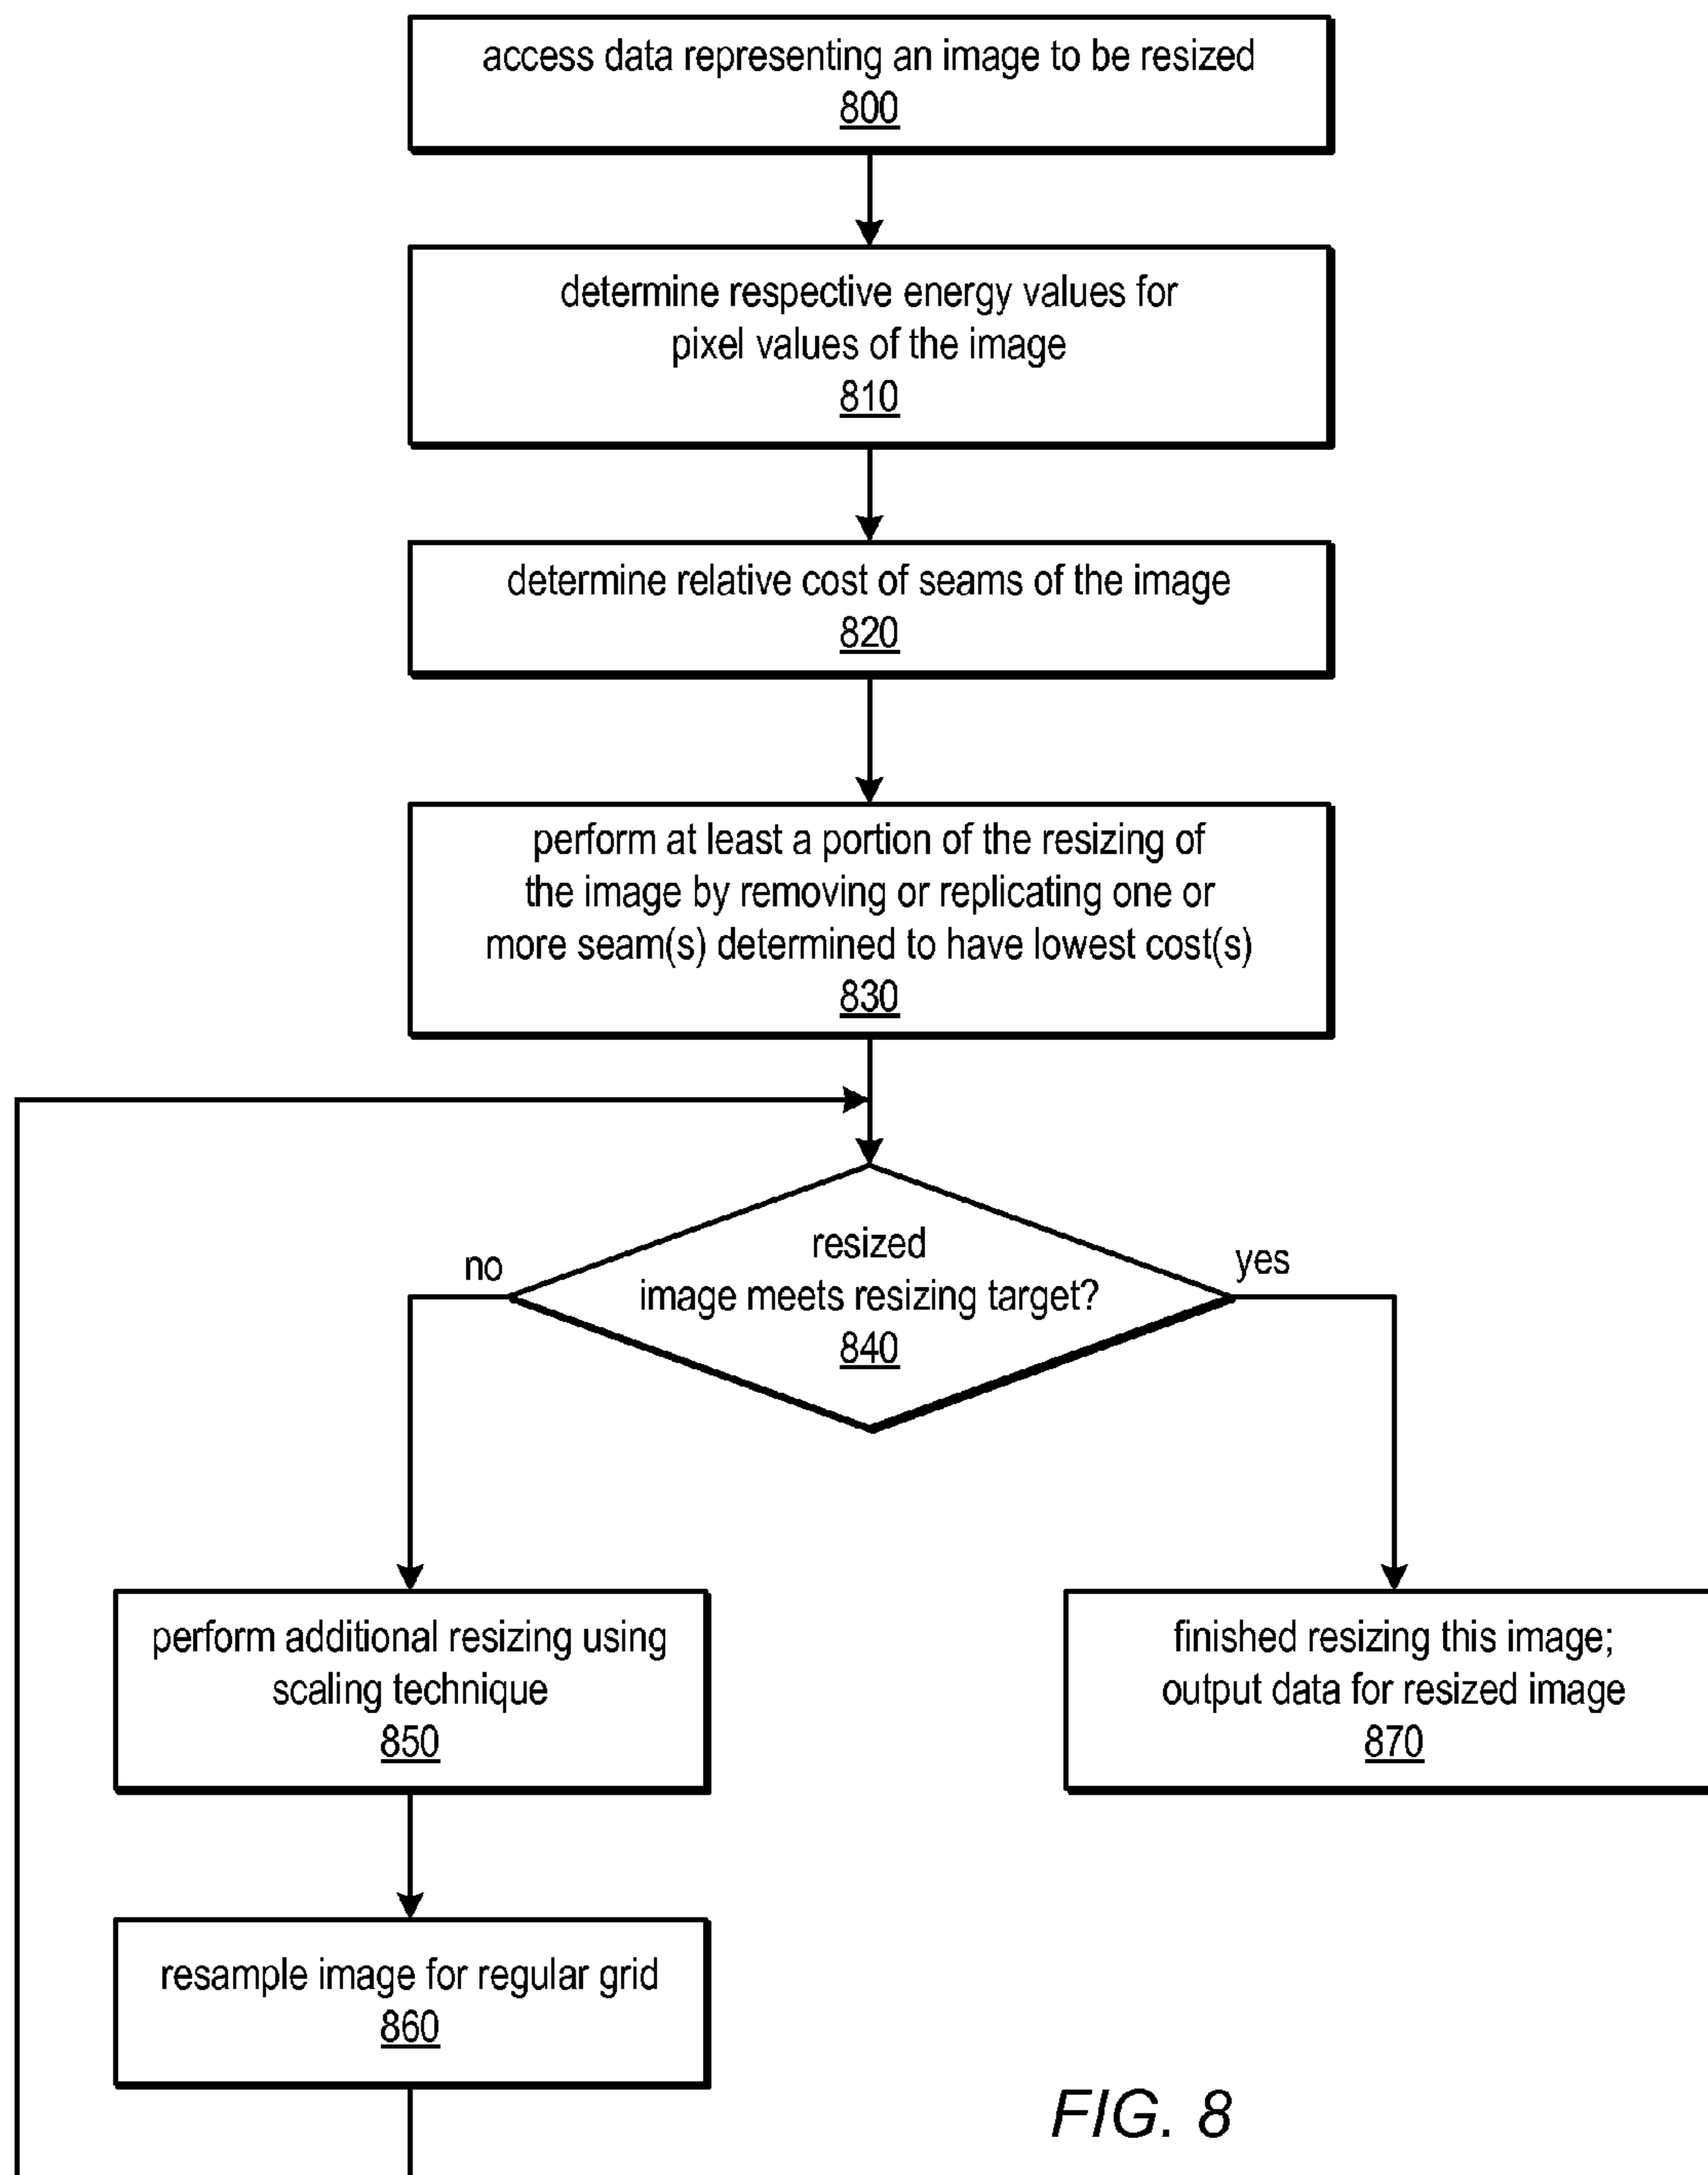 access data representing an image to be resized
800
determine respective energy values for
pixel values of the image
810
determine relative cost of seams of the image
820
perform at least a portion of the resizing of
the image by removing or replicating one or
more seam(s) determined to have lowest cost(s)
830
resized
image meets resizing target?
840
no
yes
perform additional resizing using
scaling technique
850
finished resizing this image;
output data for resized image
870
resample image for regular grid
860
FIG. 8